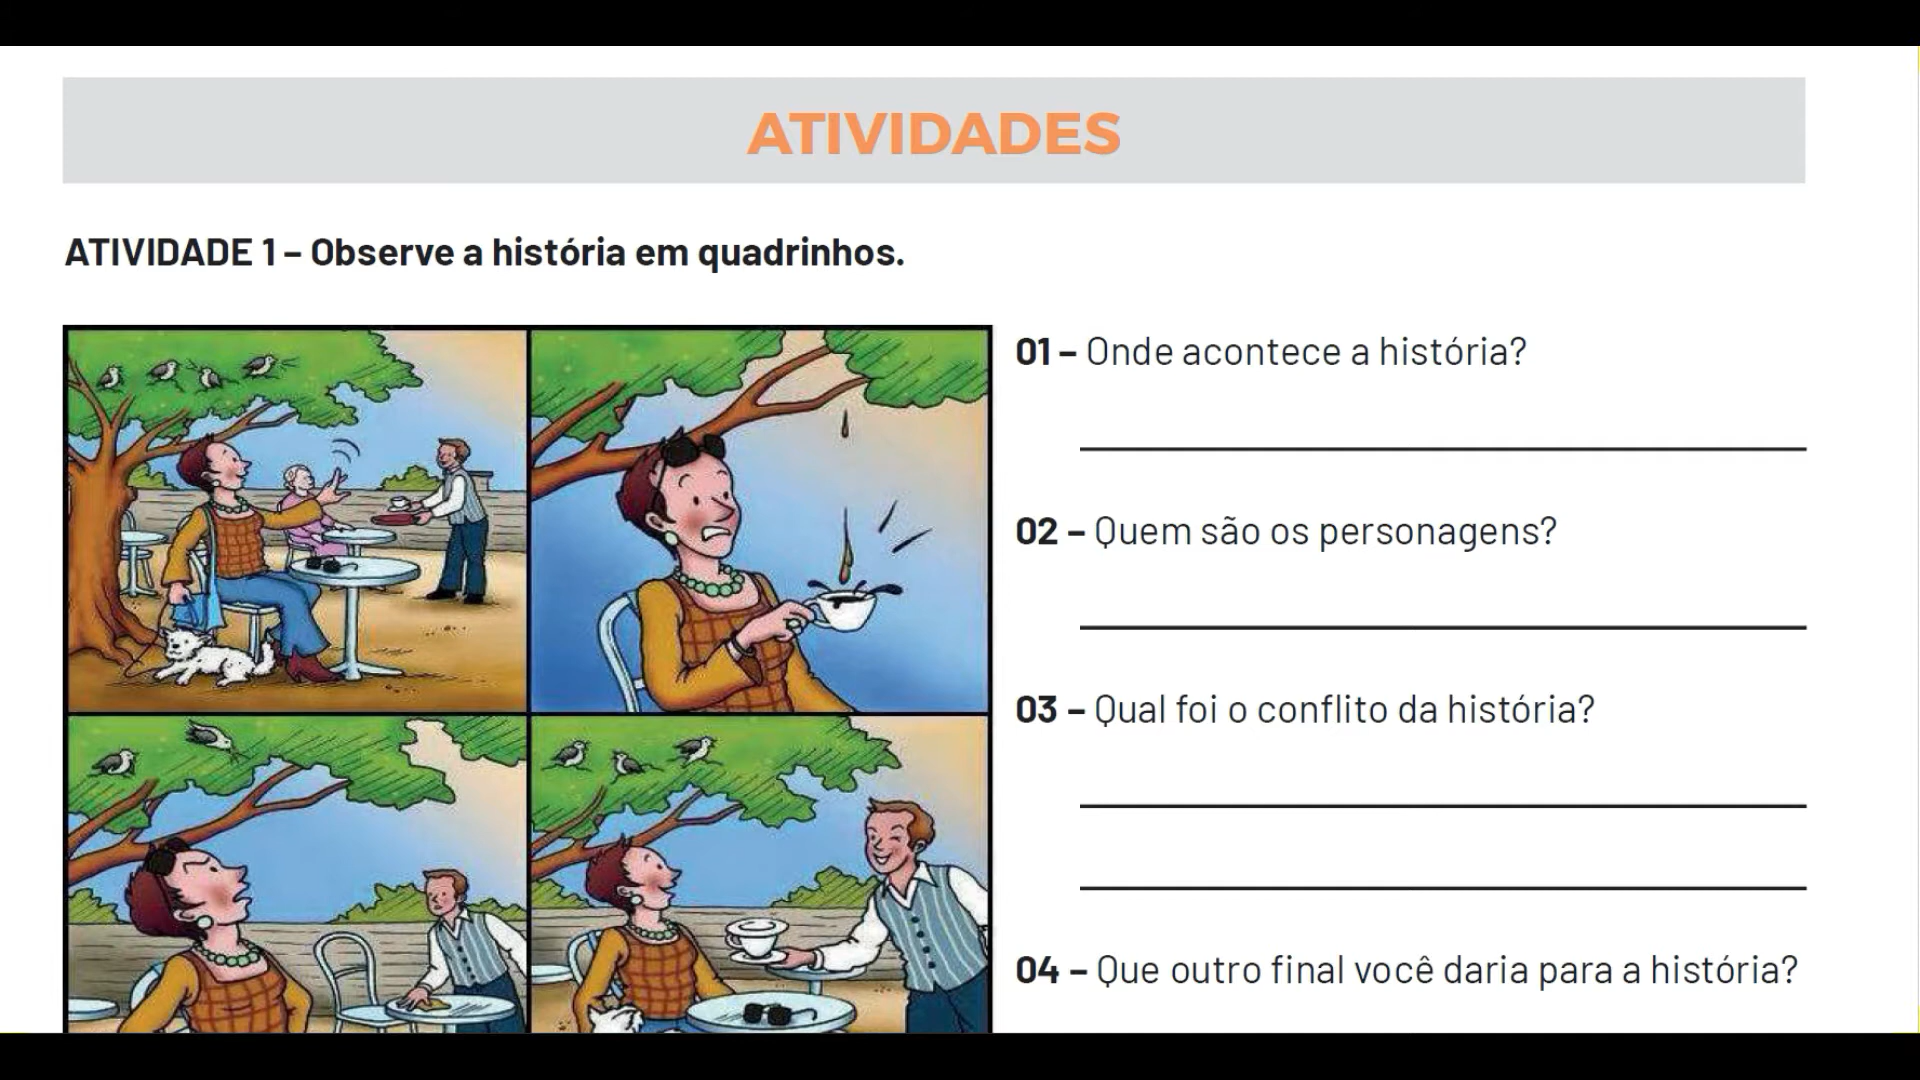 ATIVIDADES
ATIVIDADE 1 – Observe a história em quadrinhos.
01 – Onde acontece a história?
02 – Quem são os personagens?
03 – Qual foi o conflito da história?
04 – Que outro final você daria para a história?